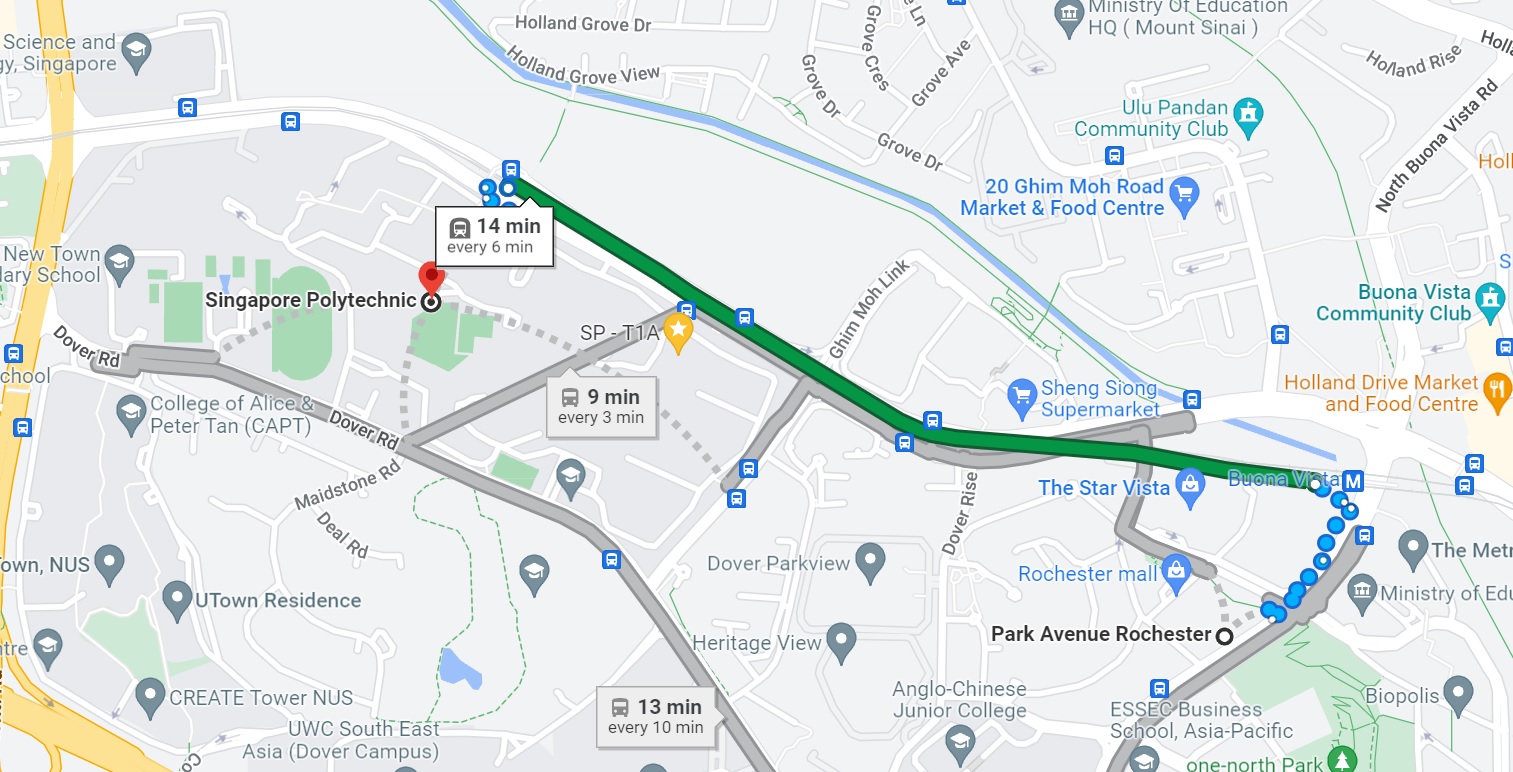 Holland Grove Dr
Ministry Of Education
HQ ( Mount Sinai )
Science and
gy, Singapore
Holland Grove View
Grove Dr
Grove Cres
Grove Ave
Ln
Holland Rise
North Buona Vista Rd
Grove Dr
Ulu Pandan
Community Club
20 Ghim Moh Road
Market & Food Centre
14 min
every 6 min
New Town
School
Singapore Polytechnic
Ghim Moh Link
Buona Vista
Community Club
SP - T1A
Dover Rd
9 min
every 3 min
Sheng Siong
Supermarket
Holland Drive Market
and Food Centre
chool
College of Alice &
Peter Tan (CAPT)
Dover Rd
Maidstone Rd
Deal Rd
Dover Rise
The Star Vista
Buona Vista
M
own, NUS
UTown Residence
Dover Parkview
Rochester mall
The Metr
Ministry of Edu
Heritage View
Park Avenue Rochester
CREATE Tower NUS
UWC South East
Asia (Dover Campus)
13 min
every 10 min
Anglo-Chinese
Junior College
ESSEC Business
School, Asia-Pacific
Biopolis
one-north Park